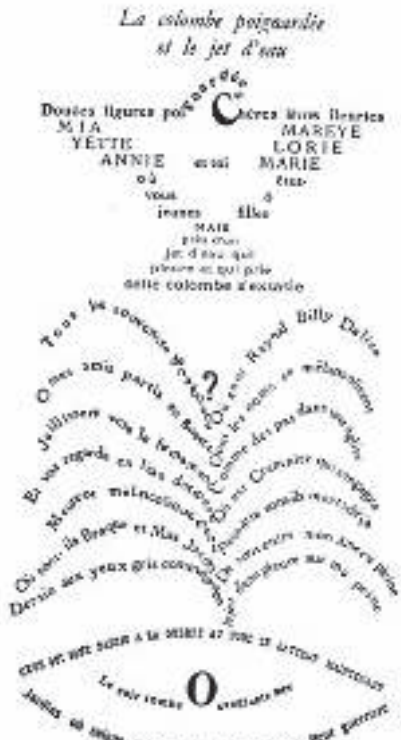 La colombe poignardée
et le jet d'eau
Douces figures poignardées Chères lèvres fleuries
MIA MAREYE
YETTE LORIE
ANNIE et toi MARIE
où êtes-
vous ô
jeunes filles
MAIS
près d'un
jet d'eau qui
pleure et qui prie
cette colombe s'extasie
Tous les souvenirs de
O mes amis partis en guerre
Jaillissent vers le firmament
Et vos regards en l'eau dormant
Meurent mélancoliquement
Où sont-ils Braque et Max Jacob
Derain aux yeux gris comme
?
Où sont Raynal Billy Dalize
Dont les noms se mélancolisent
Comme des pas dans une église
Où est Cremnitz qui s'engagea
Peut-être sont-ils morts déjà
De souvenirs mon âme est pleine
Le jet d'eau pleure sur ma peine
CEUX QUI SONT PARTIS A LA GUERRE AU NORD SE BATTENT MAINTENANT
Le soir tombe O sanglante mer
Jardins où saigne guerrière